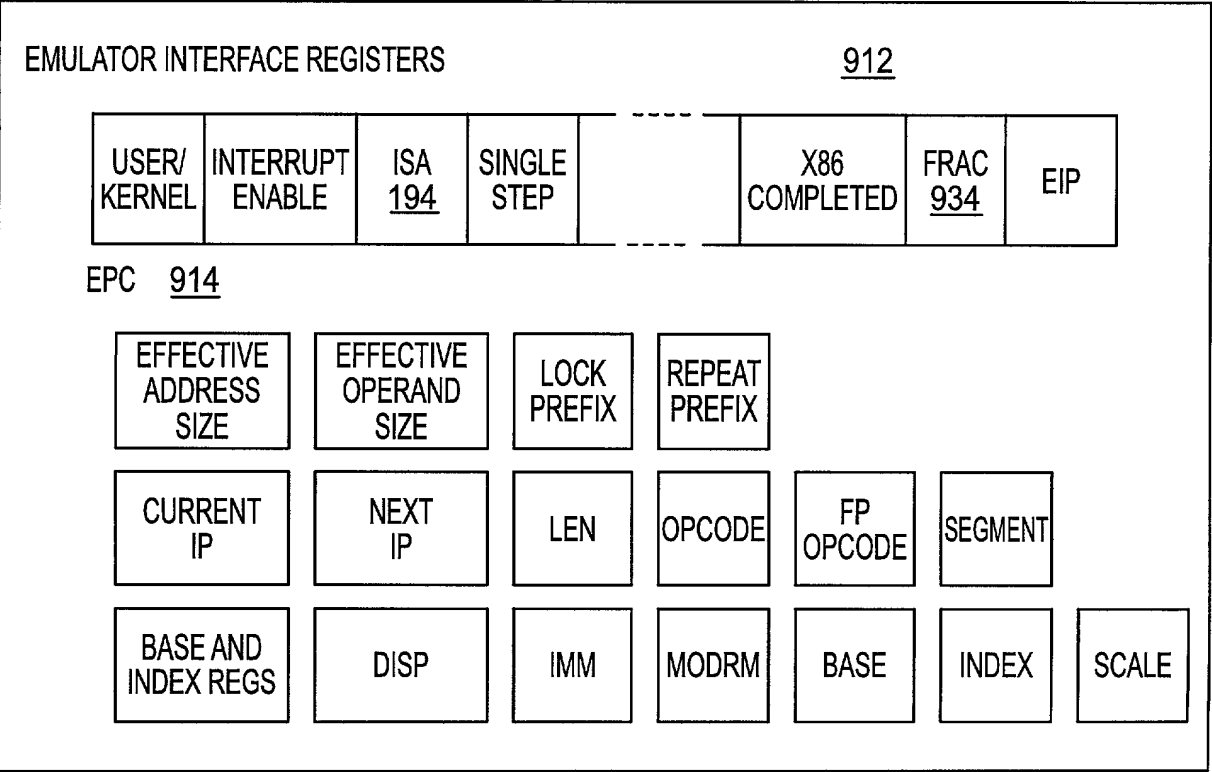 EMULATOR INTERFACE REGISTERS 912
USER/ INTERRUPT ISA SINGLE X86 FRAC EIP
KERNEL ENABLE 194 STEP COMPLETED 934
EPC 914
EFFECTIVE EFFECTIVE LOCK REPEAT
ADDRESS OPERAND PREFIX PREFIX
SIZE SIZE
CURRENT NEXT LEN OPCODE FP SEGMENT
IP IP OPCODE
BASE AND DISP IMM MODRM BASE INDEX SCALE
INDEX REGS